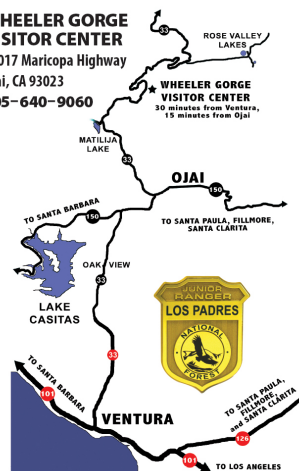 HEELER GORGE
ISITOR CENTER
017 Maricopa Highway
ai, CA 93023
05-640-9060
33
ROSE VALLEY
LAKES
WHEELER GORGE
VISITOR CENTER
30 minutes from Ventura,
15 minutes from Ojai
MATILIJA
LAKE
33
OJAI
150
TO SANTA BARBARA
150
TO SANTA PAULA, FILLMORE,
SANTA CLARITA
OAK VIEW
33
LAKE
CASITAS
JUNIOR
RANGER
LOS PADRES
NATIONAL
FOREST
33
TO SANTA BARBARA
101
VENTURA
TO SANTA PAULA,
FILLMORE,
and SANTA CLARITA
126
101
TO LOS ANGELES